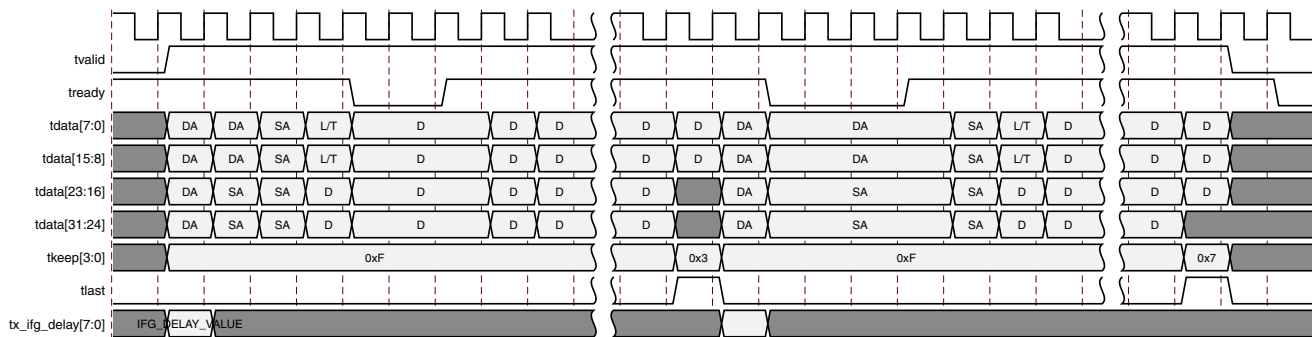 tvalid
tready
tdata[7:0] DA DA SA L/T D D D D D DA DA SA L/T D D D
tdata[15:8] DA DA SA L/T D D D D D DA DA SA L/T D D D
tdata[23:16] DA SA SA D D D D D DA SA SA D D D D
tdata[31:24] DA SA SA D D D D D DA SA SA D D D
tkeep[3:0] 0xF 0x3 0xF 0x7
tlast
tx_ifg_delay[7:0] IFG_DELAY_VALUE